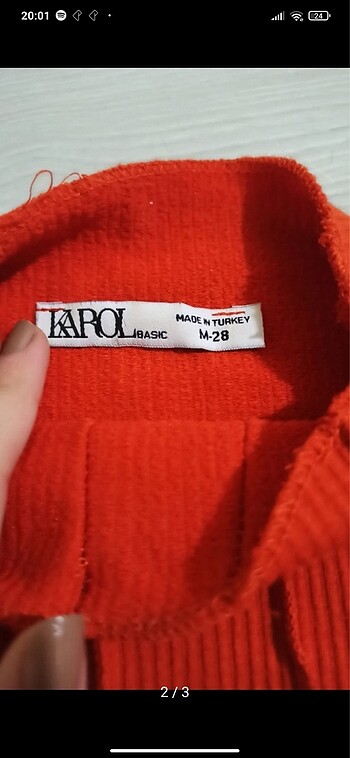 20:01
24
KAROL BASIC
MADE IN TURKEY
M-28
2 / 3